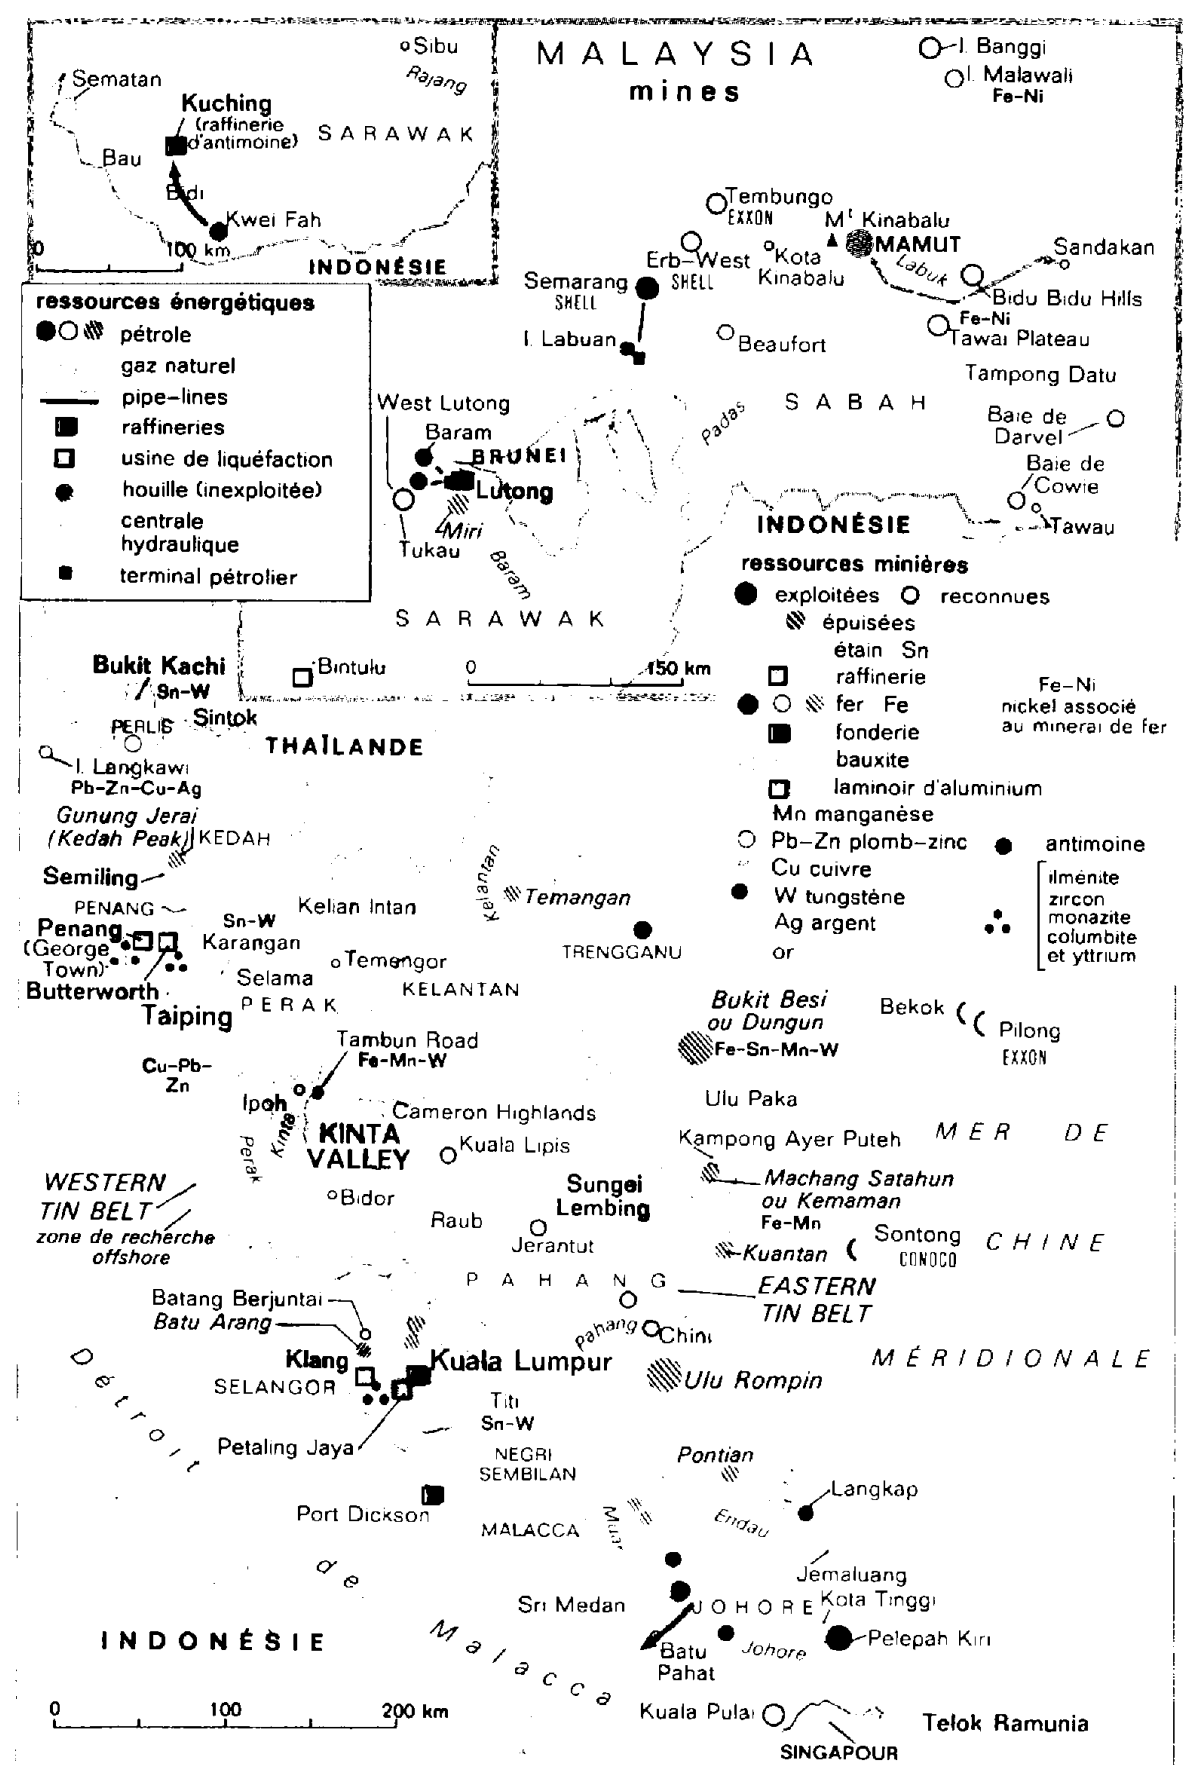 MALAYSIA
mines
Sibu
Rajang
Sematan
Kuching
(raffinerie
d'antimoine)
SARAWAK
Bau
Bidi
Kwei Fah
0
100 km
INDONÉSIE
I. Banggi
I. Malawali
Fe-Ni
Tembungo
EXXON
Mt Kinabalu
MAMUT
Erb-West
SHELL
Kota
Kinabalu
Labuk
Sandakan
Semarang
SHELL
Bidu Bidu Hills
Fe-Ni
Tawai Plateau
I. Labuan
Beaufort
Tampong Datu
SABAH
Padas
Baie de
Darvel
Baie de
Cowie
Tawau
INDONÉSIE
West Lutong
Baram
BRUNEI
Lutong
Miri
Tukau
Baram
SARAWAK
Bintulu
0
150 km
ressources énergétiques
pétrole
gaz naturel
pipe-lines
raffineries
usine de liquéfaction
houille (inexploitée)
centrale
hydraulique
terminal pétrolier
ressources minières
exploitées
reconnues
épuisées
étain Sn
raffinerie
fer Fe
fonderie
bauxite
laminoir d'aluminium
Mn manganèse
Pb-Zn plomb-zinc
Cu cuivre
W tungstène
Ag argent
or
Fe-Ni
nickel associé
au minerai de fer
antimoine
ilménite
zircon
monazite
columbite
et yttrium
Bukit Kachi
Sn-W
PERLIS
Sintok
THAÏLANDE
I. Langkawi
Pb-Zn-Cu-Ag
Gunung Jerai
(Kedah Peak)
KEDAH
Semiling
PENANG
Penang
(George
Town)
Butterworth
Sn-W
Karangan
Kelian Intan
Kelantan
Temangan
TRENGGANU
Selama
Temengor
PERAK
KELANTAN
Taiping
Bukit Besi
ou Dungun
Fe-Sn-Mn-W
Bekok
Pilong
EXXON
Tambun Road
Fe-Mn-W
Cu-Pb-
Zn
Ipoh
Kinta
Perak
Cameron Highlands
KINTA
VALLEY
Kuala Lipis
Ulu Paka
Kampong Ayer Puteh
MER DE
CHINE
MÉRIDIONALE
Machang Satahun
ou Kemaman
Fe-Mn
WESTERN
TIN BELT
zone de recherche
offshore
Bidor
Raub
Sungei
Lembing
Jerantut
Kuantan
Sontong
CONOCO
PAHANG
EASTERN
TIN BELT
Batang Berjuntai
Batu Arang
Pahang
Chini
Klang
Kuala Lumpur
SELANGOR
Ulu Rompin
Titi
Sn-W
Petaling Jaya
NEGRI
SEMBILAN
Pontian
Langkap
Port Dickson
MALACCA
Muar
Endau
Jemaluang
Kota Tinggi
Sri Medan
JOHORE
Batu
Pahat
Johore
Pelepah Kiri
Détroit
de
Malacca
INDONÉSIE
0
100
200 km
Kuala Pulai
Telok Ramunia
SINGAPOUR